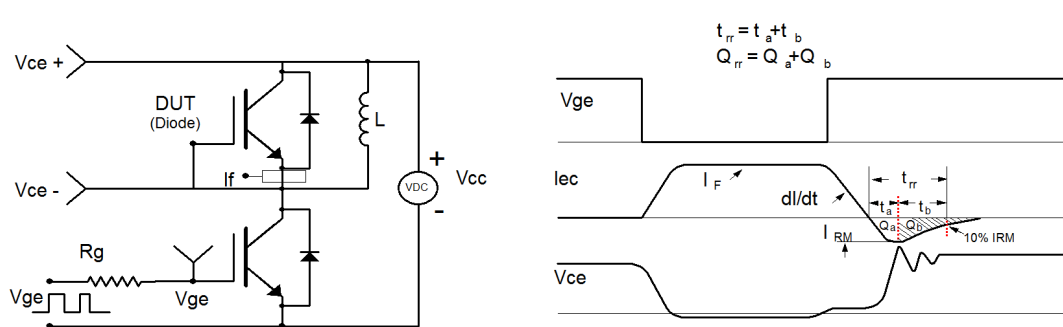 Vce +
DUT
(Diode)
L
If
Vce -
VDC
+
Vcc
-
Rg
Vge
Vge
t rr = t a+t b
Q rr = Q a+Q b
Vge
Iec
I F
dI/dt
t rr
t a
t b
Q a
Q b
I RM
10% IRM
Vce